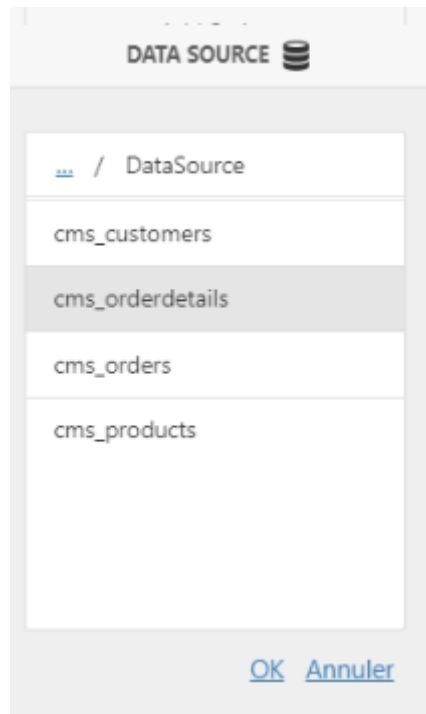 DATA SOURCE
... / DataSource
cms_customers
cms_orderdetails
cms_orders
cms_products
OK Annuler